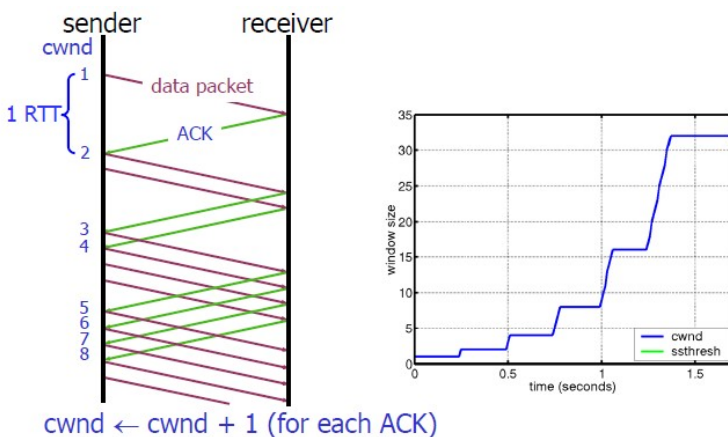 sender
receiver
cwnd
1
data packet
1 RTT
ACK
2
3
4
5
6
7
8
cwnd ← cwnd + 1 (for each ACK)
35
30
25
20
15
10
5
0
window size
0
0.5
1
1.5
time (seconds)
cwnd
ssthresh